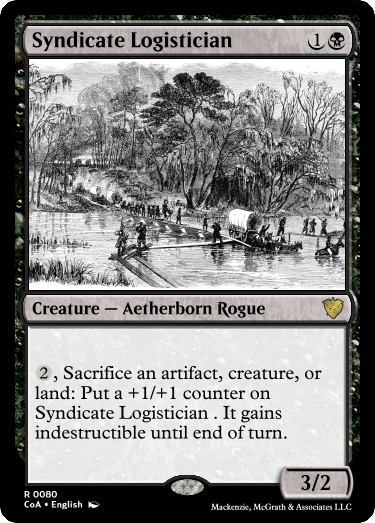 Syndicate Logistician 1
Creature — Aetherborn Rogue
2 , Sacrifice an artifact, creature, or
land: Put a +1/+1 counter on
Syndicate Logistician . It gains
indestructible until end of turn.
3/2
R 0080
CoA • English
Mackenzie, McGrath & Associates LLC